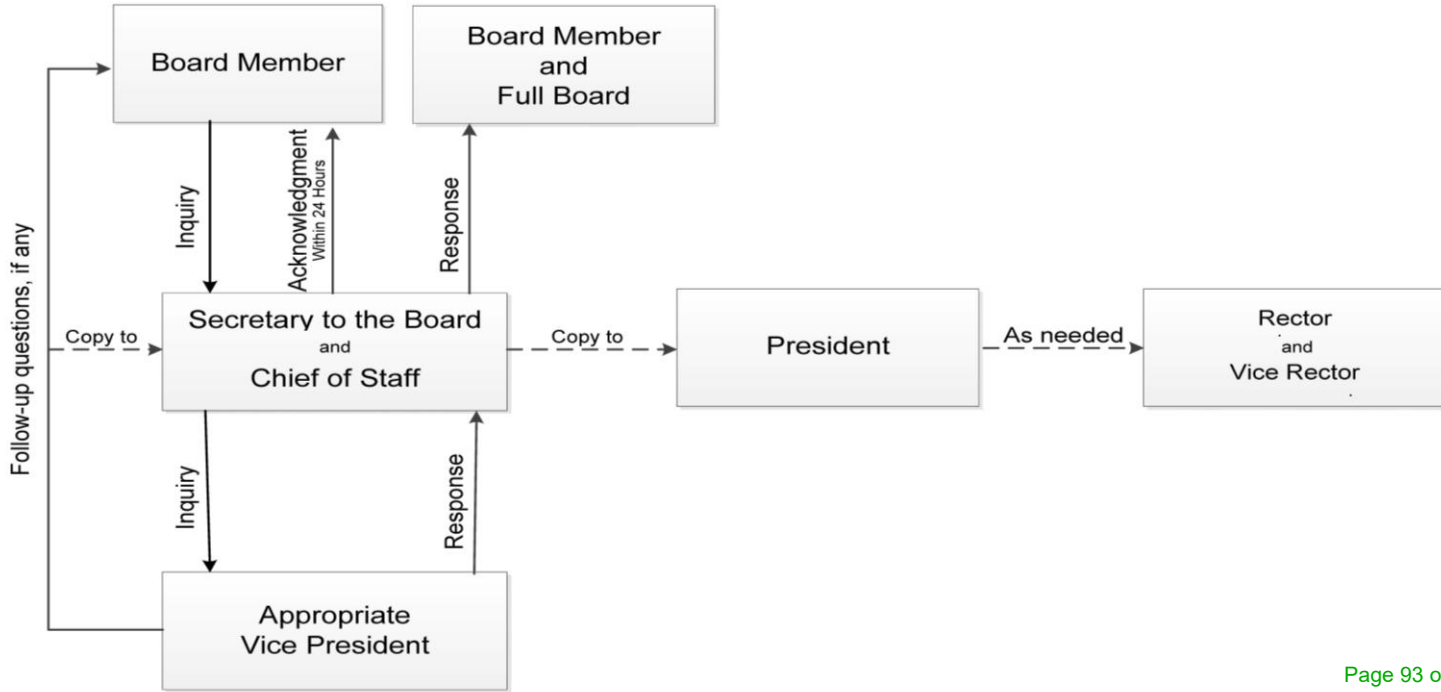 Board Member
Board Member
and
Full Board
Inquiry
Acknowledgment
Within 24 Hours
Response
Follow-up questions, if any
Copy to
Secretary to the Board
and
Chief of Staff
Copy to
President
As needed
Rector
and
Vice Rector
Inquiry
Response
Appropriate
Vice President
Page 93 o